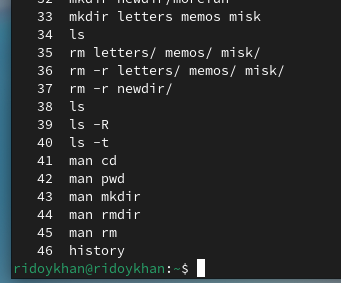 32 mkdir newdir/morefun
33 mkdir letters memos misk
34 ls
35 rm letters/ memos/ misk/
36 rm -r letters/ memos/ misk/
37 rm -r newdir/
38 ls
39 ls -R
40 ls -t
41 man cd
42 man pwd
43 man mkdir
44 man rmdir
45 man rm
46 history
ridoykhan@ridoykhan:~$